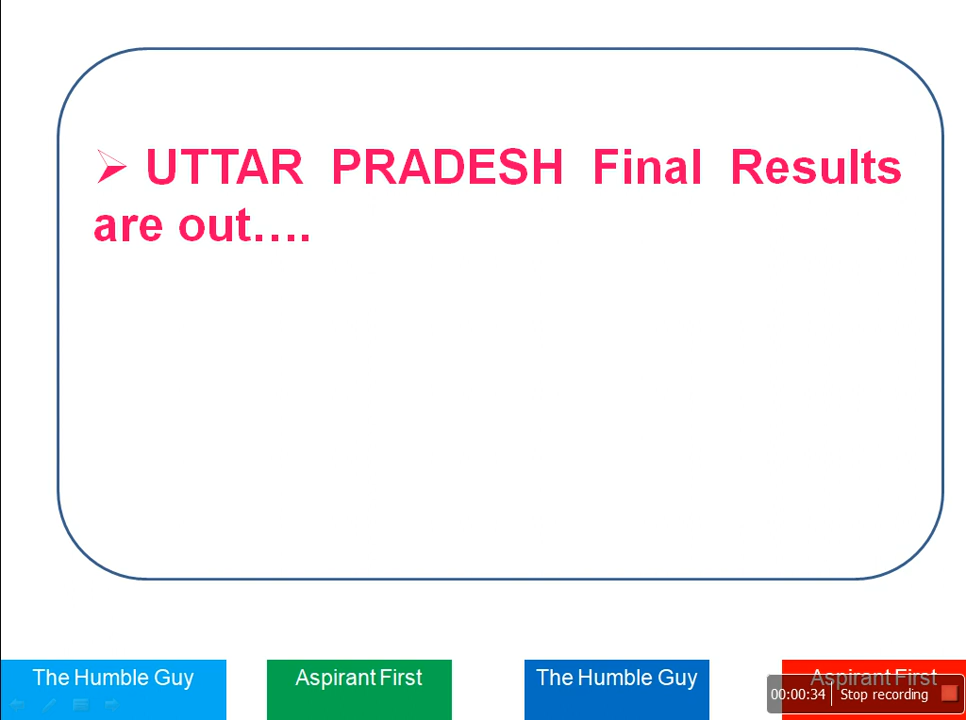 ➢ UTTAR PRADESH Final Results
are out….
The Humble Guy
Aspirant First
The Humble Guy
Aspirant First
00:00:34 Stop recording